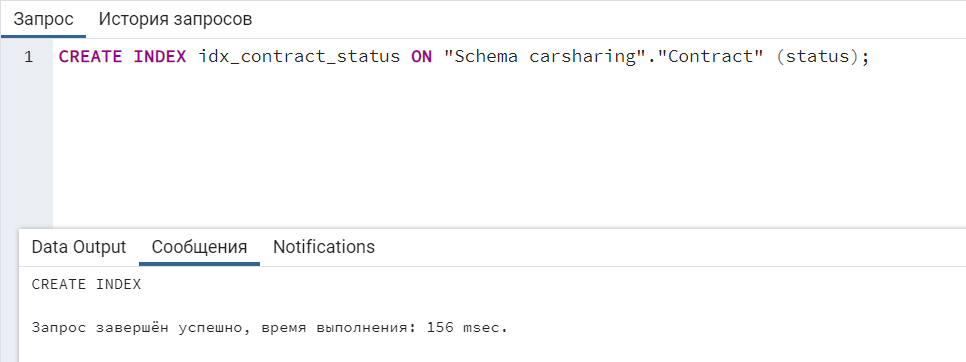 Запрос История запросов
1 CREATE INDEX idx_contract_status ON "Schema carsharing"."Contract" (status);
Data Output Сообщения Notifications
CREATE INDEX
Запрос завершён успешно, время выполнения: 156 msec.